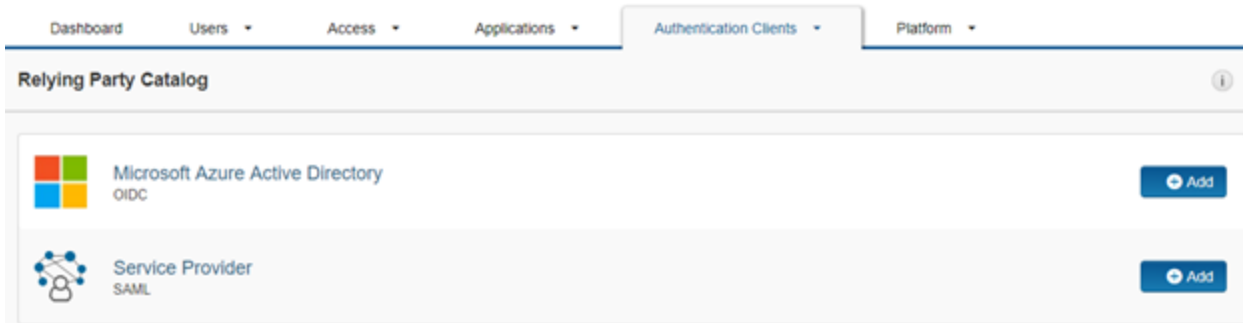 Dashboard Users Access Applications Authentication Clients Platform
Relying Party Catalog
Microsoft Azure Active Directory
OIDC
Add
Service Provider
SAML
Add